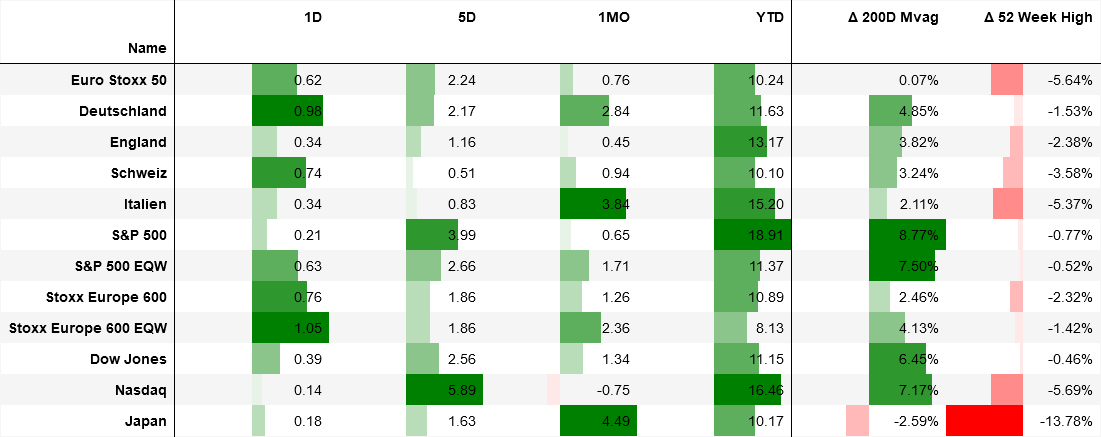 1D 5D 1MO YTD Δ 200D Mvag Δ 52 Week High
Name
Euro Stoxx 50 0.62 2.24 0.76 10.24 0.07% -5.64%
Deutschland 0.98 2.17 2.84 11.63 4.85% -1.53%
England 0.34 1.16 0.45 13.17 3.82% -2.38%
Schweiz 0.74 0.51 0.94 10.10 3.24% -3.58%
Italien 0.34 0.83 3.84 15.20 2.11% -5.37%
S&P 500 0.21 3.99 0.65 18.91 8.77% -0.77%
S&P 500 EQW 0.63 2.66 1.71 11.37 7.50% -0.52%
Stoxx Europe 600 0.76 1.86 1.26 10.89 2.46% -2.32%
Stoxx Europe 600 EQW 1.05 1.86 2.36 8.13 4.13% -1.42%
Dow Jones 0.39 2.56 1.34 11.15 6.45% -0.46%
Nasdaq 0.14 5.89 -0.75 16.46 7.17% -5.69%
Japan 0.18 1.63 4.49 10.17 -2.59% -13.78%